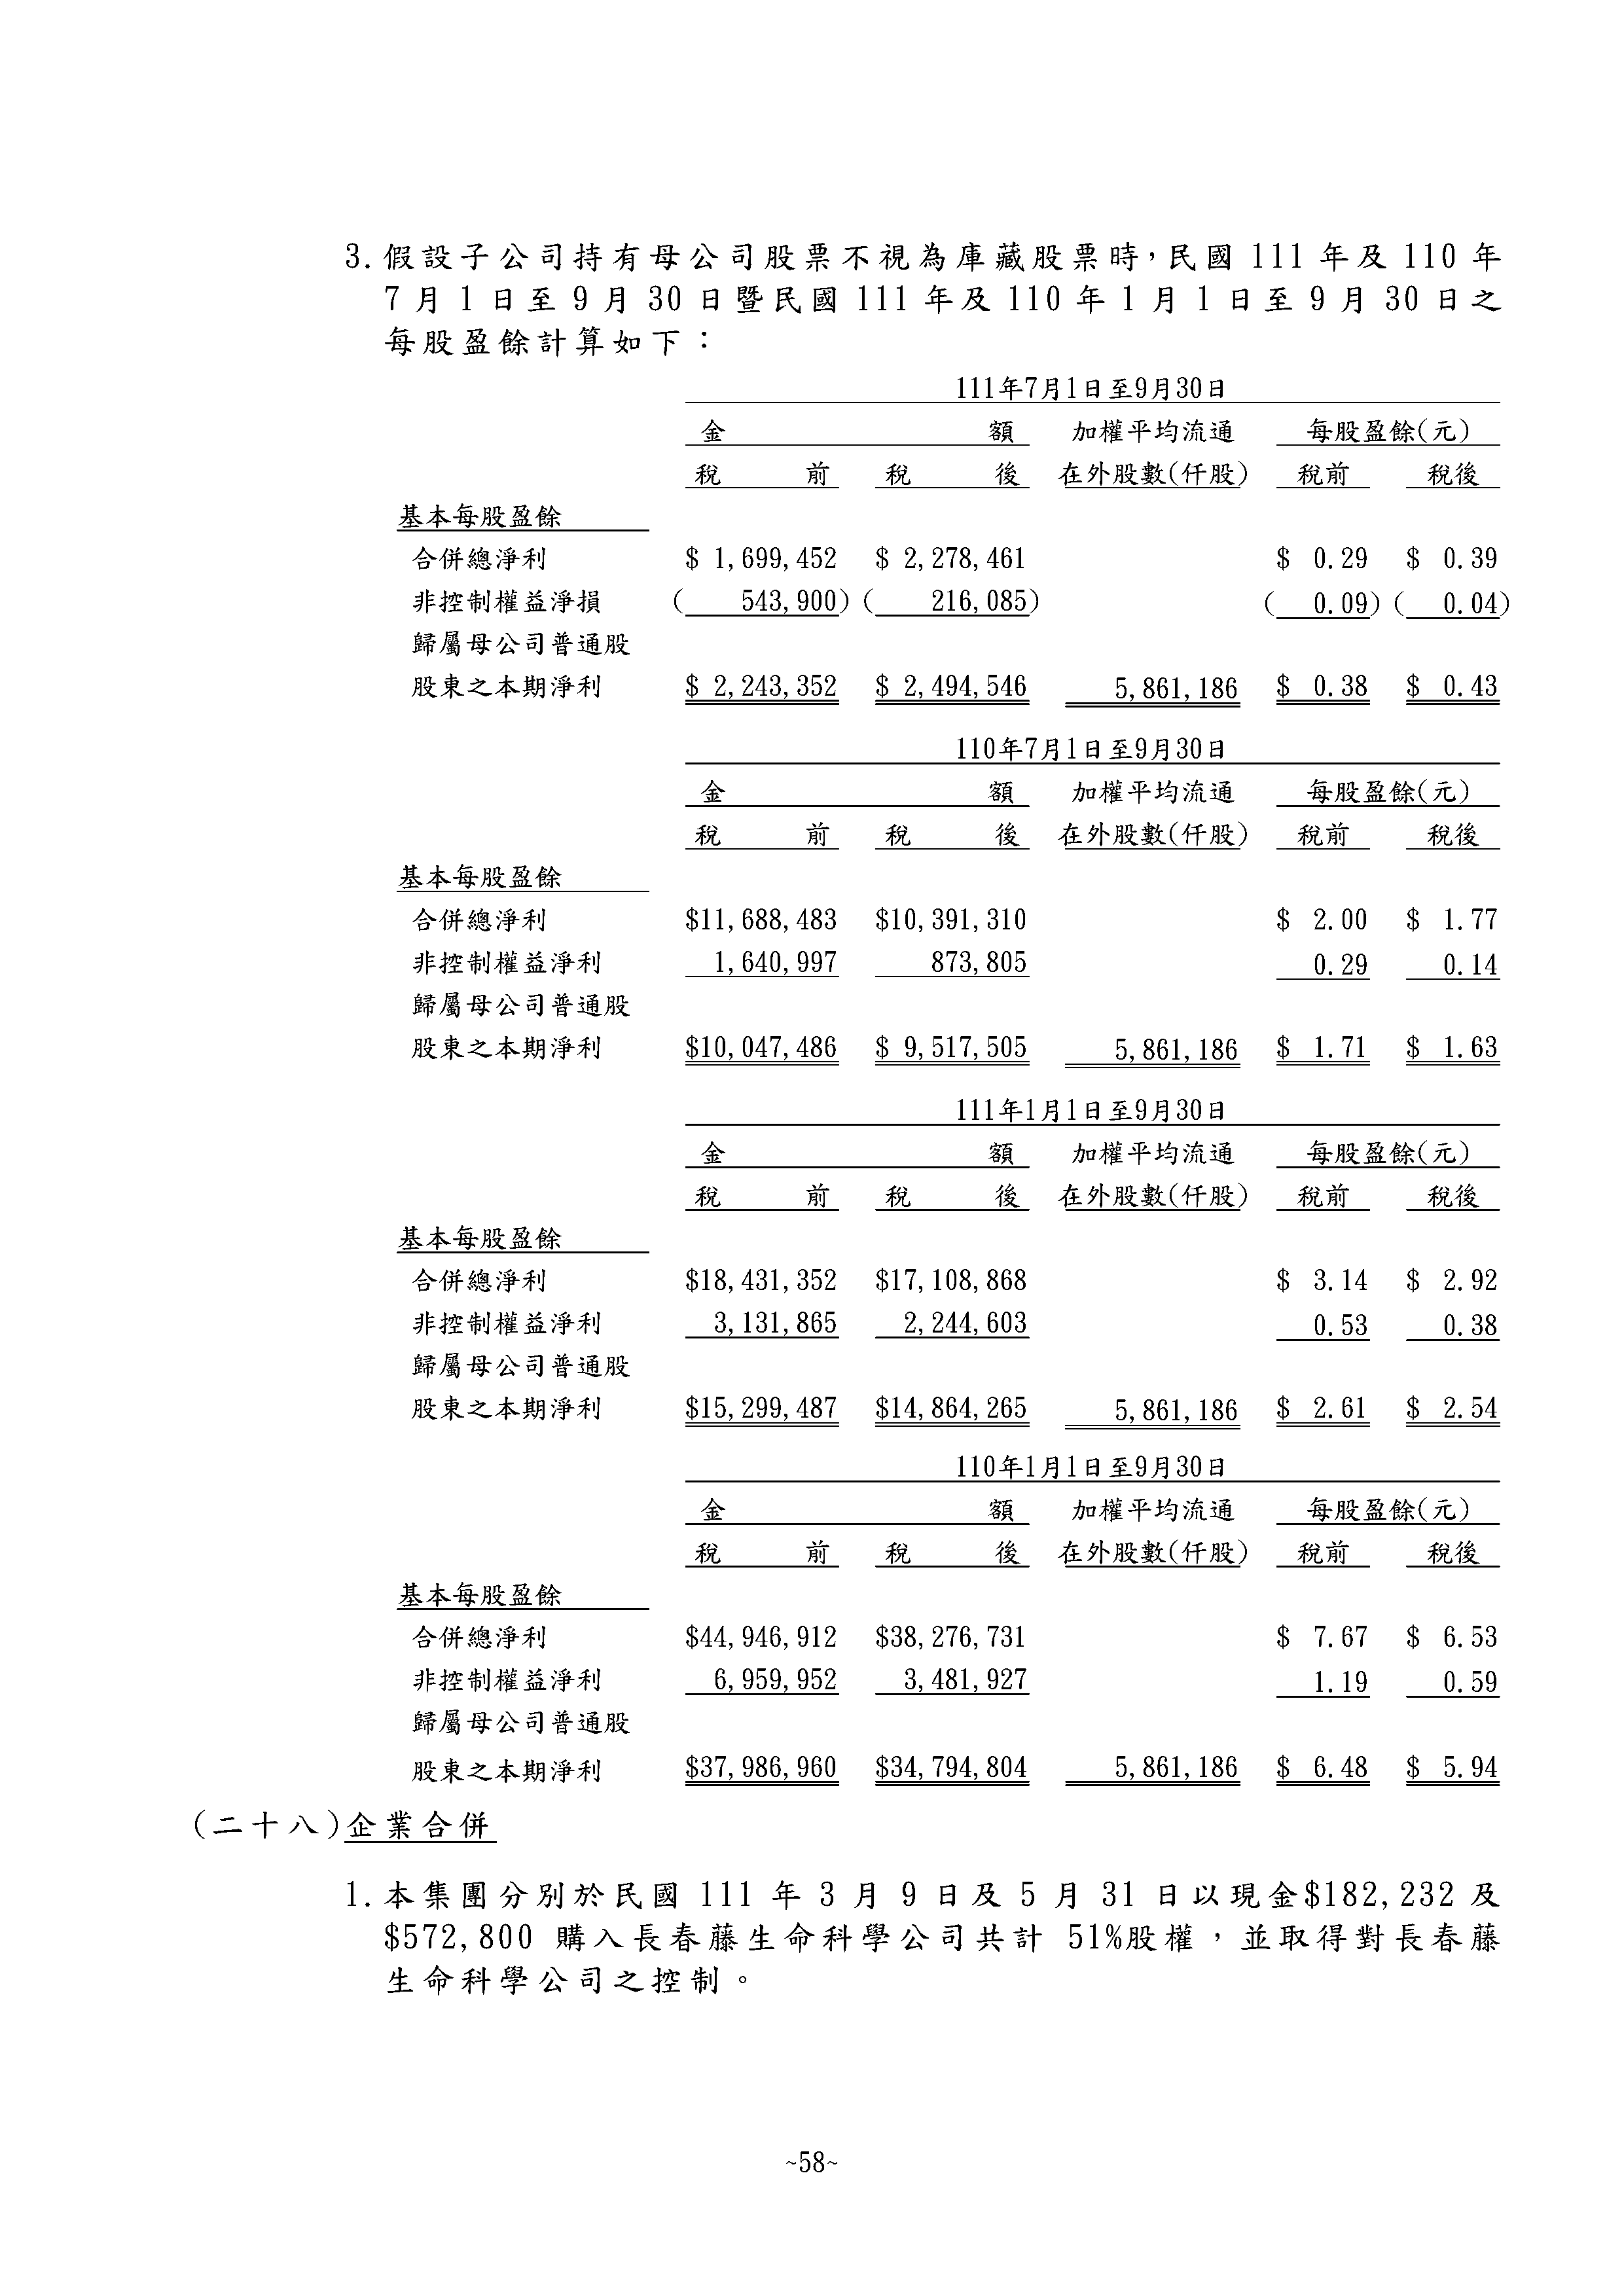 3.假設子公司持有母公司股票不視為庫藏股票時，民國 111 年及 110 年
7 月 1 日至 9 月 30 日暨民國 111 年及 110 年 1 月 1 日至 9 月 30 日之
每股盈餘計算如下：
111年7月1日至9月30日
金 額 加權平均流通 每股盈餘(元)
稅 前 稅 後 在外股數(仟股) 稅前 稅後
基本每股盈餘
合併總淨利 $ 1,699,452 $ 2,278,461 $ 0.29 $ 0.39
非控制權益淨損 ( 543,900) ( 216,085) ( 0.09) ( 0.04)
歸屬母公司普通股
股東之本期淨利 $ 2,243,352 $ 2,494,546 5,861,186 $ 0.38 $ 0.43
110年7月1日至9月30日
金 額 加權平均流通 每股盈餘(元)
稅 前 稅 後 在外股數(仟股) 稅前 稅後
基本每股盈餘
合併總淨利 $11,688,483 $10,391,310 $ 2.00 $ 1.77
非控制權益淨利 1,640,997 873,805 0.29 0.14
歸屬母公司普通股
股東之本期淨利 $10,047,486 $ 9,517,505 5,861,186 $ 1.71 $ 1.63
111年1月1日至9月30日
金 額 加權平均流通 每股盈餘(元)
稅 前 稅 後 在外股數(仟股) 稅前 稅後
基本每股盈餘
合併總淨利 $18,431,352 $17,108,868 $ 3.14 $ 2.92
非控制權益淨利 3,131,865 2,244,603 0.53 0.38
歸屬母公司普通股
股東之本期淨利 $15,299,487 $14,864,265 5,861,186 $ 2.61 $ 2.54
110年1月1日至9月30日
金 額 加權平均流通 每股盈餘(元)
稅 前 稅 後 在外股數(仟股) 稅前 稅後
基本每股盈餘
合併總淨利 $44,946,912 $38,276,731 $ 7.67 $ 6.53
非控制權益淨利 6,959,952 3,481,927 1.19 0.59
歸屬母公司普通股
股東之本期淨利 $37,986,960 $34,794,804 5,861,186 $ 6.48 $ 5.94
(二十八)企業合併
1.本集團分別於民國 111 年 3 月 9 日及 5 月 31 日以現金$182,232 及
$572,800 購入長春藤生命科學公司共計 51%股權，並取得對長春藤
生命科學公司之控制。
~58~